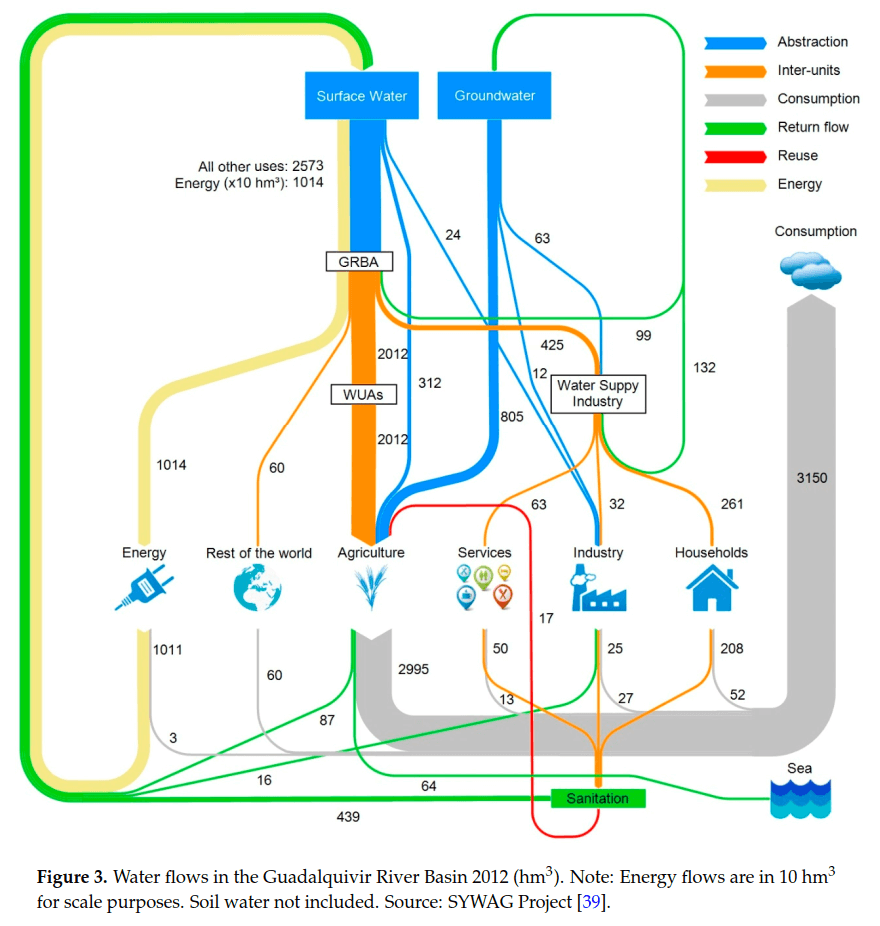 Abstraction
Inter-units
Consumption
Return flow
Reuse
Energy
Surface Water
Groundwater
All other uses: 2573
Energy (x10 hm³): 1014
24
63
Consumption
GRBA
2012
425
99
312
12
132
WUAs
Water Suppy
Industry
805
2012
1014
60
3150
63
32
261
Energy
Rest of the world
Agriculture
Services
Industry
Households
17
1011
60
2995
50
25
208
13
27
52
87
3
16
64
Sea
Sanitation
439
Figure 3. Water flows in the Guadalquivir River Basin 2012 (hm³). Note: Energy flows are in 10 hm³
for scale purposes. Soil water not included. Source: SYWAG Project [39].